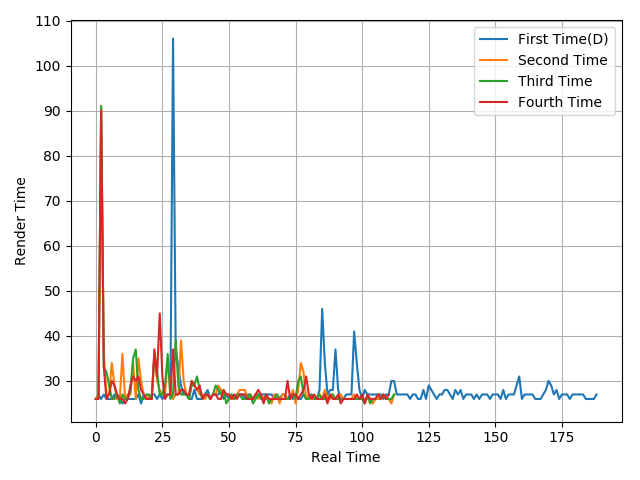 110
100
90
80
70
60
50
40
30
Render Time
0
25
50
75
100
125
150
175
Real Time
First Time(D)
Second Time
Third Time
Fourth Time